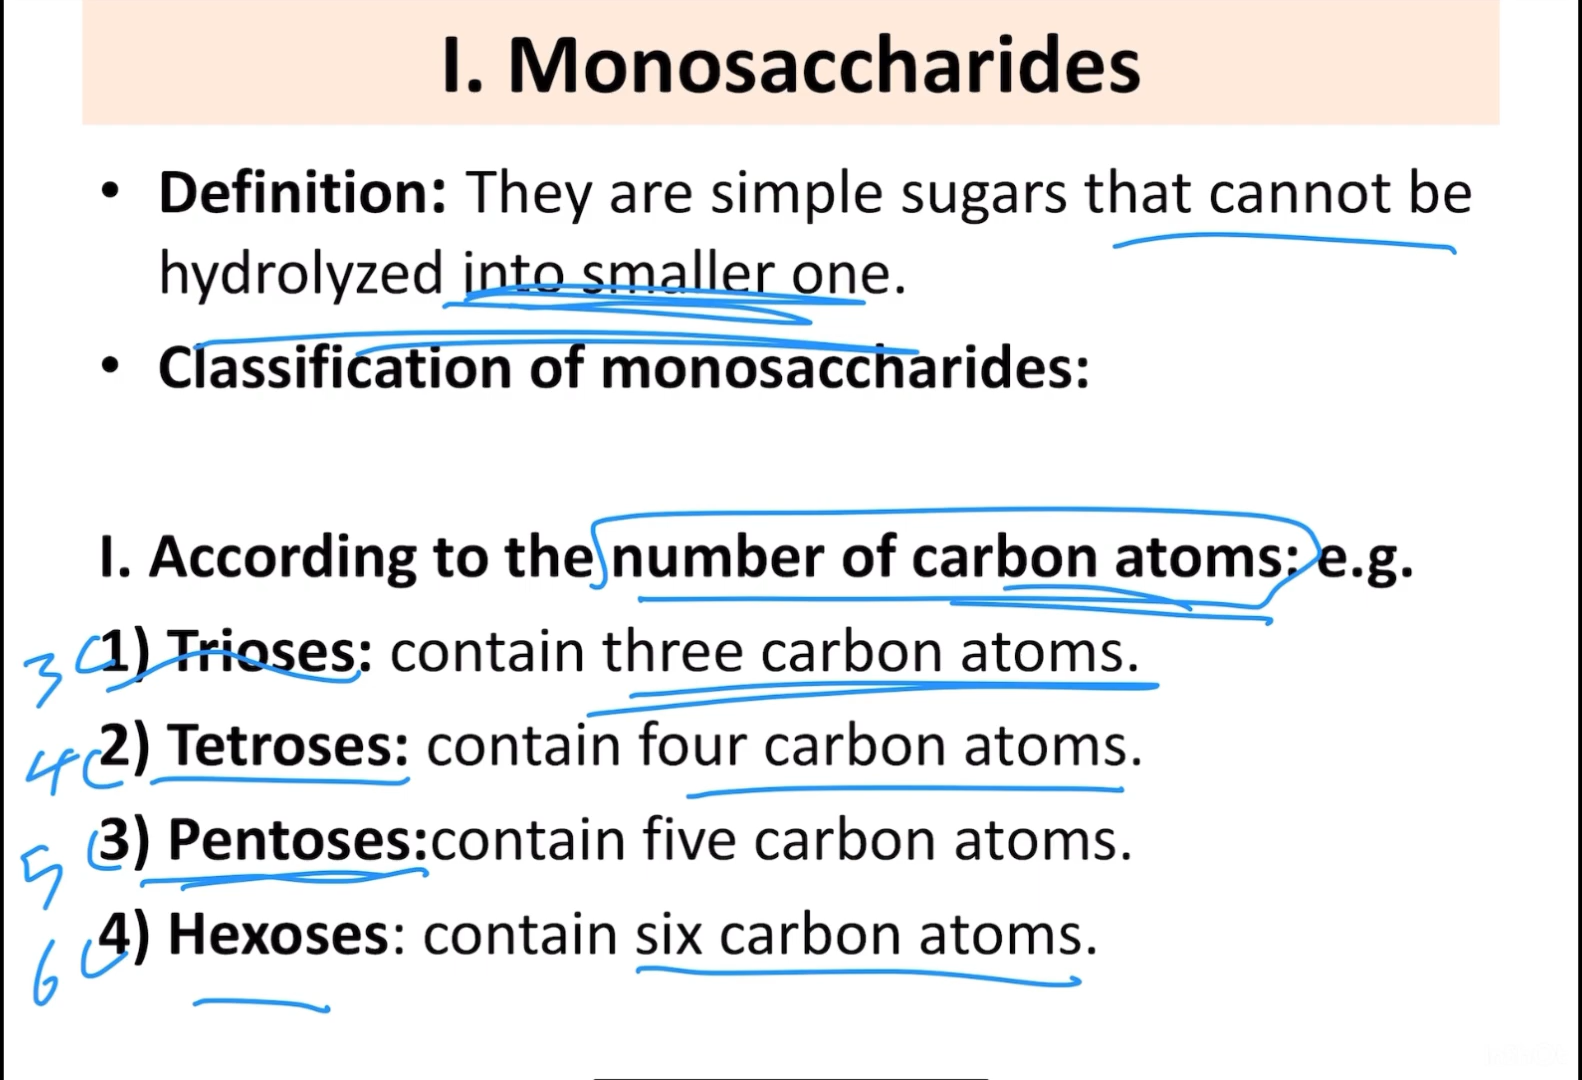 I. Monosaccharides
• Definition: They are simple sugars that cannot be
hydrolyzed into smaller one.
• Classification of monosaccharides:
I. According to the number of carbon atoms: e.g.
3C 1) Trioses: contain three carbon atoms.
4C 2) Tetroses: contain four carbon atoms.
5C 3) Pentoses:contain five carbon atoms.
6C 4) Hexoses: contain six carbon atoms.